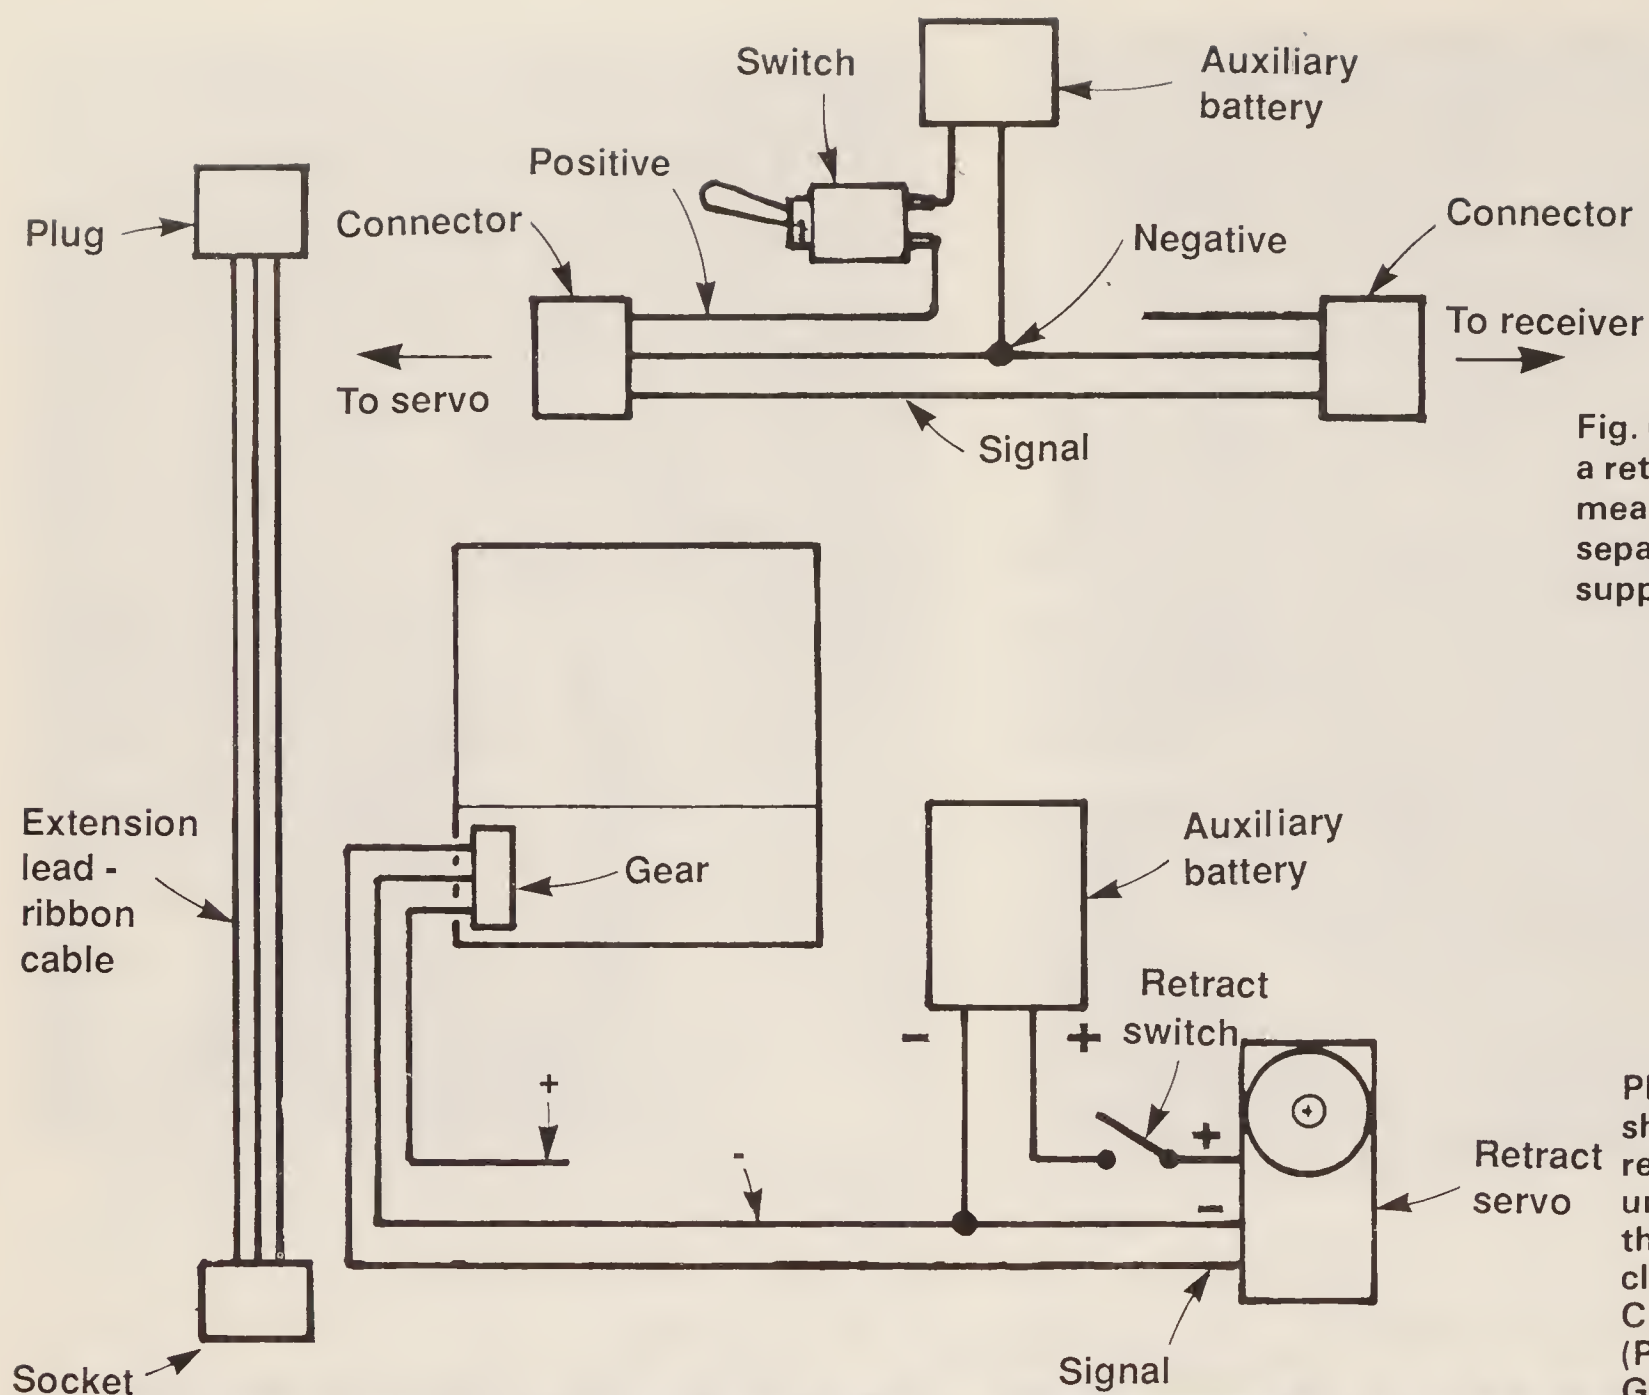 Switch
Auxiliary
battery
Positive
Plug
Connector
Negative
Connector
To servo
To receiver
Signal
Fig.
a
Extension
lead -
ribbon
cable
Gear
Auxiliary
battery
Retract
switch
-
+
+
+
-
-
+
Retract
servo
Signal
Socket